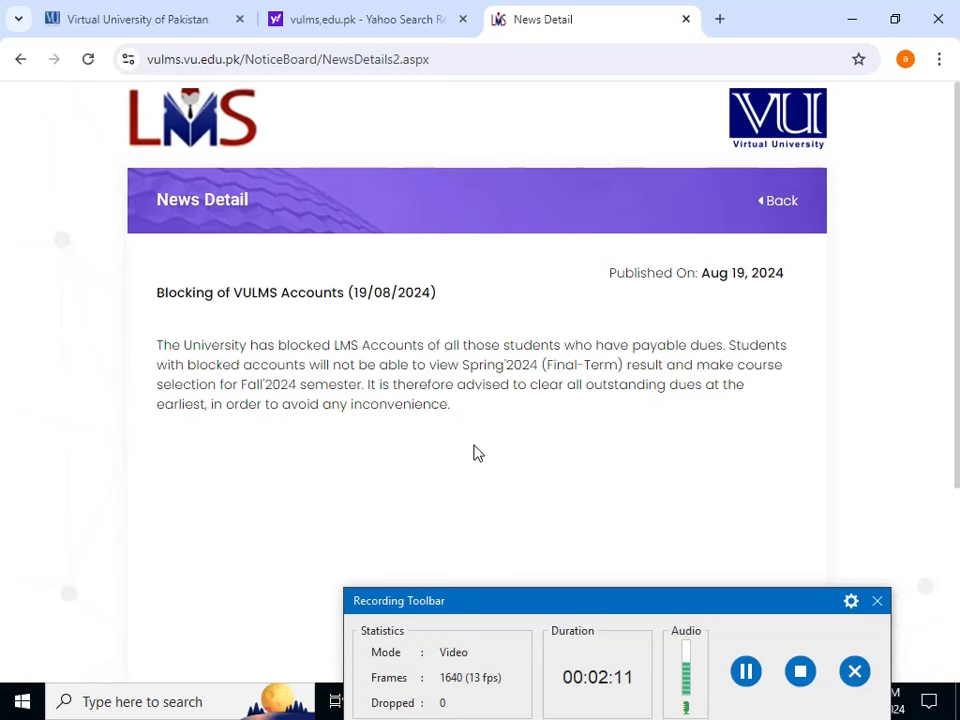 Virtual University of Pakistan
vulms,edu.pk - Yahoo Search Re
News Detail
vulms.vu.edu.pk/NoticeBoard/NewsDetails2.aspx
a
LMS
VU
Virtual University
News Detail
Back
Published On: Aug 19, 2024
Blocking of VULMS Accounts (19/08/2024)
The University has blocked LMS Accounts of all those students who have payable dues. Students
with blocked accounts will not be able to view Spring'2024 (Final-Term) result and make course
selection for Fall'2024 semester. It is therefore advised to clear all outstanding dues at the
earliest, in order to avoid any inconvenience.
Recording Toolbar
Statistics
Duration
Audio
Mode : Video
Frames : 1640 (13 fps)
00:02:11
Dropped : 0
Type here to search
M
024